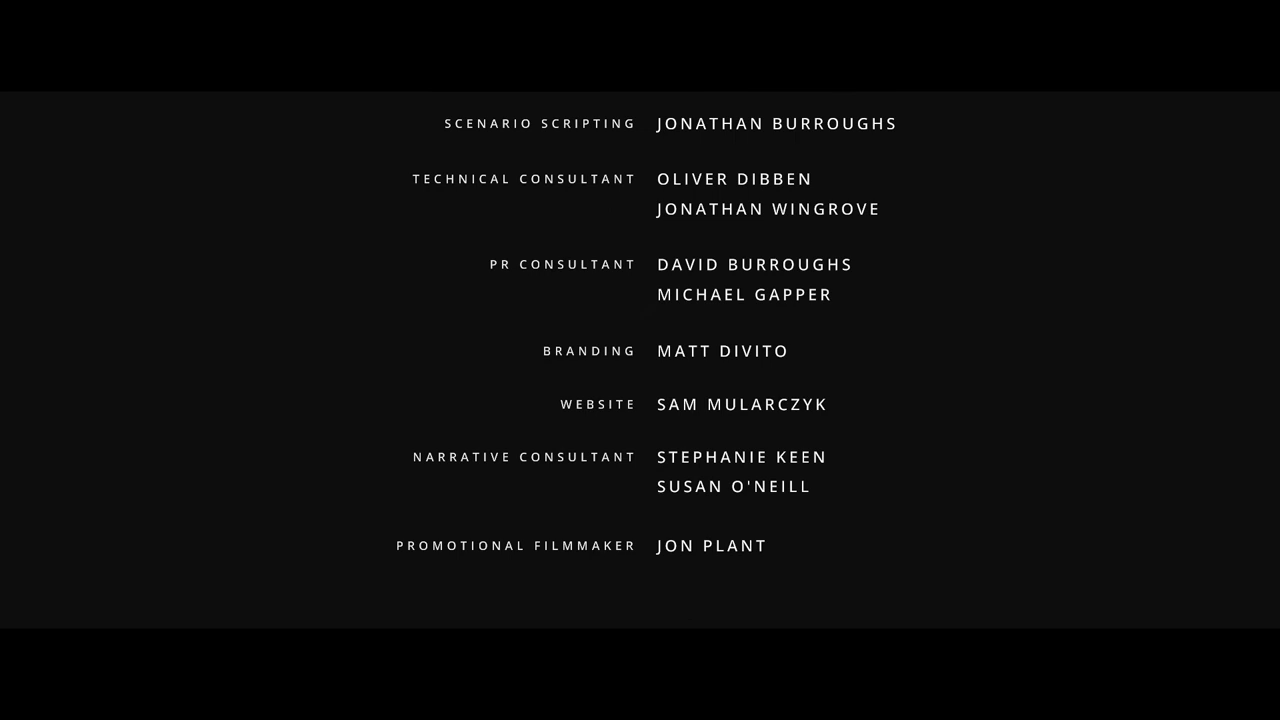 SCENARIO SCRIPTING JONATHAN BURROUGHS
TECHNICAL CONSULTANT OLIVER DIBBEN
JONATHAN WINGROVE
PR CONSULTANT DAVID BURROUGHS
MICHAEL GAPPER
BRANDING MATT DIVITO
WEBSITE SAM MULARCZYK
NARRATIVE CONSULTANT STEPHANIE KEEN
SUSAN O'NEILL
PROMOTIONAL FILMMAKER JON PLANT